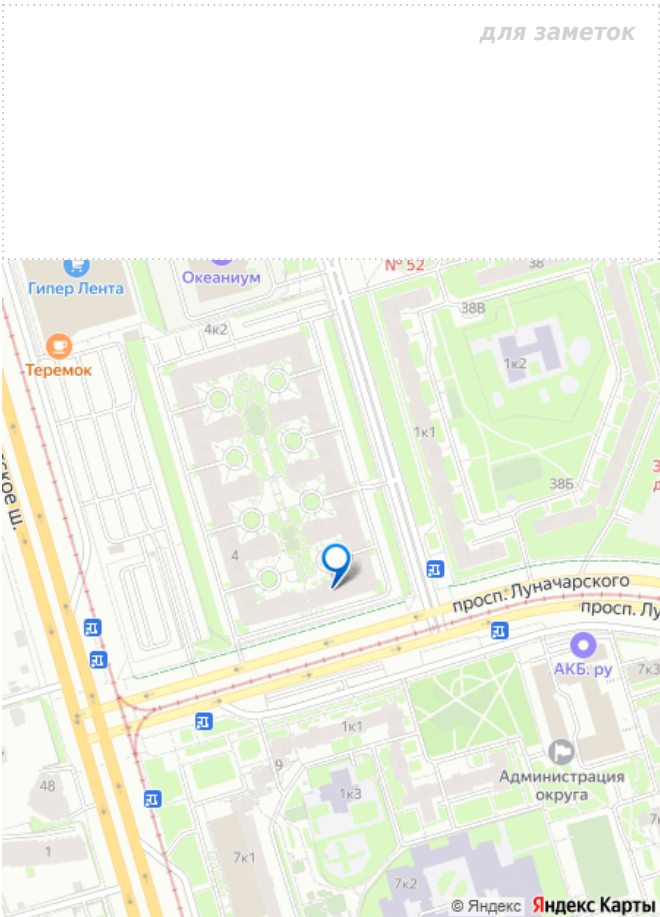 для заметок
№ 52
38
Океаниум
Гипер Лента
38В
4к2
1к2
Теремок
1к1
38Б
4
просп. Луначарского
просп. Лу
АКБ. ру
7к3
1к1
9
Администрация
округа
48
1к3
1
7к1
7к2
© Яндекс Яндекс Карты